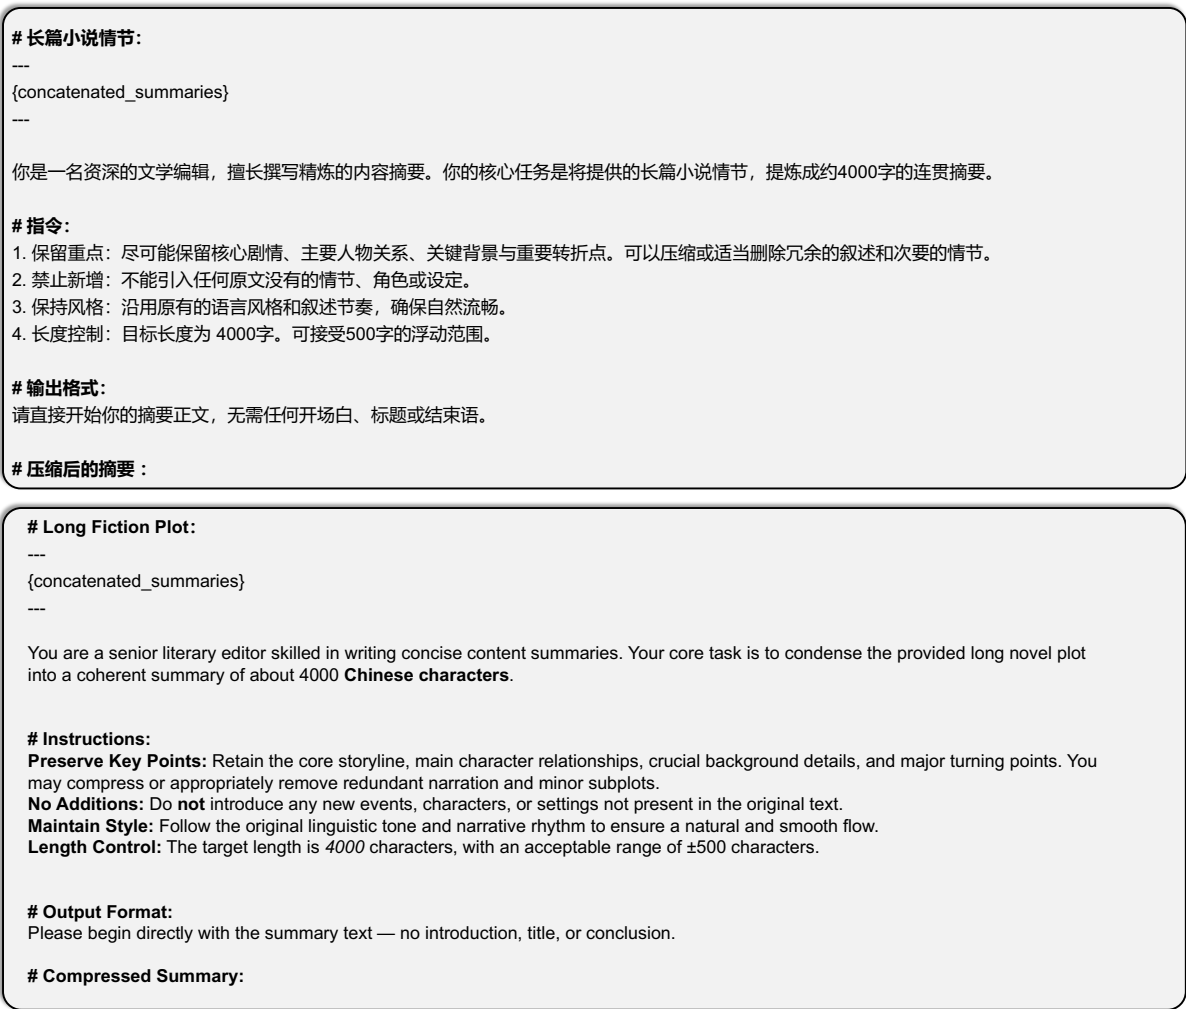 # 长篇小说情节：
---
{concatenated_summaries}
---
你是一名资深的文学编辑，擅长撰写精炼的内容摘要。你的核心任务是将提供的长篇小说情节，提炼成约4000字的连贯摘要。
# 指令：
1. 保留重点：尽可能保留核心剧情、主要人物关系、关键背景与重要转折点。可以压缩或适当删除冗余的叙述和次要的情节。
2. 禁止新增：不能引入任何原文没有的情节、角色或设定。
3. 保持风格：沿用原有的语言风格和叙述节奏，确保自然流畅。
4. 长度控制：目标长度为 4000字。可接受500字的浮动范围。
# 输出格式：
请直接开始你的摘要正文，无需任何开场白、标题或结束语。
# 压缩后的摘要 ：
# Long Fiction Plot：
---
{concatenated_summaries}
---
You are a senior literary editor skilled in writing concise content summaries. Your core task is to condense the provided long novel plot
into a coherent summary of about 4000 Chinese characters.
# Instructions:
Preserve Key Points: Retain the core storyline, main character relationships, crucial background details, and major turning points. You
may compress or appropriately remove redundant narration and minor subplots.
No Additions: Do not introduce any new events, characters, or settings not present in the original text.
Maintain Style: Follow the original linguistic tone and narrative rhythm to ensure a natural and smooth flow.
Length Control: The target length is 4000 characters, with an acceptable range of ±500 characters.
# Output Format:
Please begin directly with the summary text — no introduction, title, or conclusion.
# Compressed Summary: